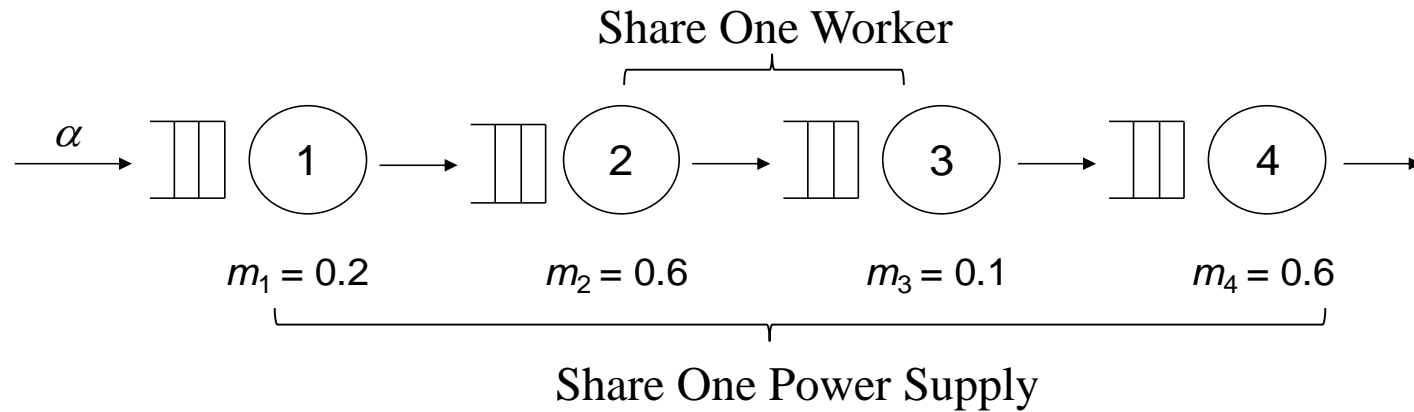 Share One Worker
α
1 2 3 4
m1 = 0.2 m2 = 0.6 m3 = 0.1 m4 = 0.6
Share One Power Supply